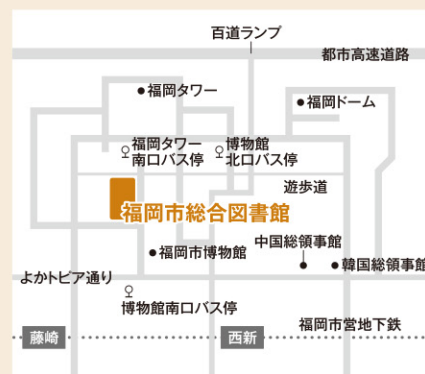 百道ランプ
都市高速道路
福岡タワー
福岡ドーム
福岡タワー
南口バス停
博物館
北口バス停
遊歩道
福岡市総合図書館
中国総領事館
福岡市博物館
韓国総領事館
よかトピア通り
博物館南口バス停
福岡市営地下鉄
藤崎
西新